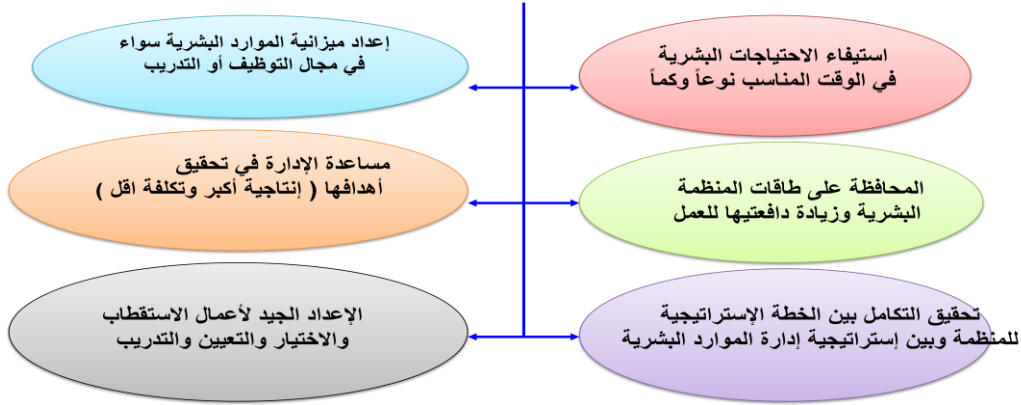 استيفاء الاحتياجات البشرية
في الوقت المناسب نوعاً وكماً
إعداد ميزانية الموارد البشرية سواء
في مجال التوظيف أو التدريب
المحافظة على طاقات المنظمة
البشرية وزيادة دافعتيها للعمل
مساعدة الإدارة في تحقيق
أهدافها ( إنتاجية أكبر وتكلفة اقل )
تحقيق التكامل بين الخطة الإستراتيجية
للمنظمة وبين إستراتيجية إدارة الموارد البشرية
الإعداد الجيد لأعمال الاستقطاب
والاختيار والتعيين والتدريب